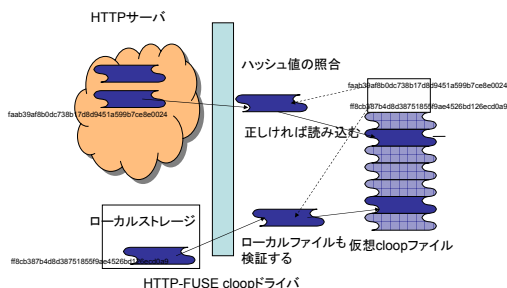 HTTPサーバ
ハッシュ値の照合
faab39af8b0dc738b17d8d9451a599b7ce8e0024
faab39af8b0dc738b17d8d9451a599b7ce8e0024
ff8cb387b4d8d38751855f9ae4526bd126ecd0a9
正しければ読み込む
ローカルストレージ
ローカルファイルも
検証する
仮想cloopファイル
ff8cb387b4d8d38751855f9ae4526bd126ecd0a9
HTTP-FUSE cloopドライバ